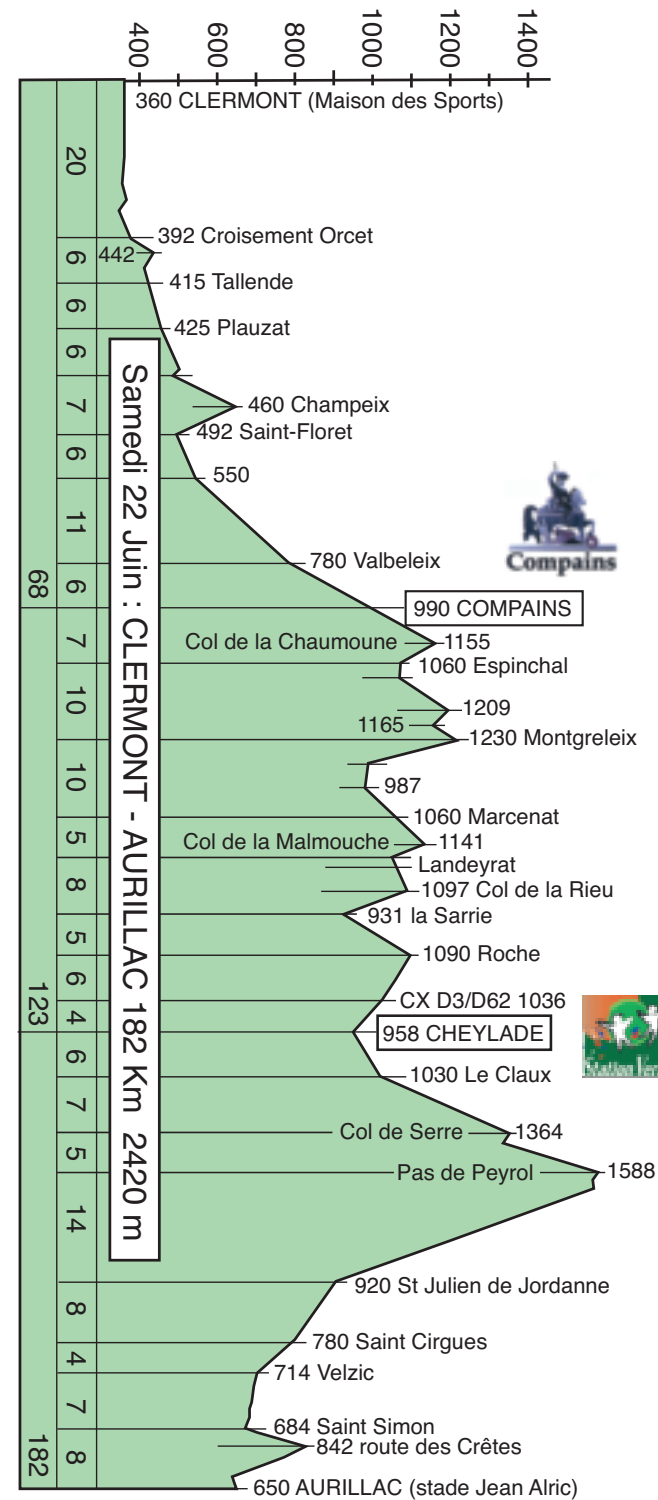 400
600
800
1000
1200
1400
360 CLERMONT (Maison des Sports)
20
392 Croisement Orcet
442
6
415 Tallende
6
425 Plauzat
6
460 Champeix
7
492 Saint-Floret
6
550
11
780 Valbeleix
Compains
6
68
990 COMPAINS
Col de la Chaumoune
1155
7
1060 Espinchal
1209
10
1165
1230 Montgreleix
987
10
1060 Marcenat
5
Col de la Malmouche
1141
Landeyrat
8
1097 Col de la Rieu
931 la Sarrie
5
1090 Roche
6
CX D3/D62 1036
4
123
958 CHEYLADE
6
1030 Le Claux
7
Col de Serre
1364
5
Pas de Peyrol
1588
14
920 St Julien de Jordanne
8
780 Saint Cirgues
4
714 Velzic
7
684 Saint Simon
842 route des Crêtes
8
182
650 AURILLAC (stade Jean Alric)
Samedi 22 Juin : CLERMONT - AURILLAC 182 Km 2420 m